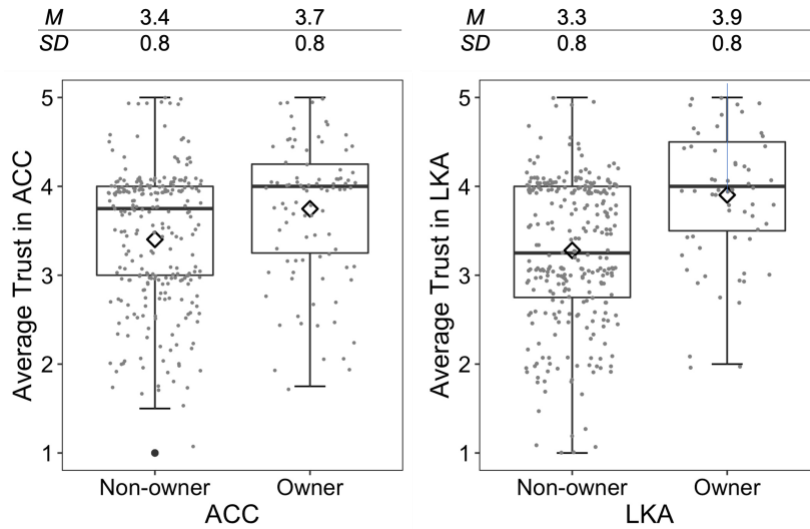 M 3.4 3.7
SD 0.8 0.8
Average Trust in ACC
5
4
3
2
1
Non-owner Owner
ACC
M 3.3 3.9
SD 0.8 0.8
Average Trust in LKA
5
4
3
2
1
Non-owner Owner
LKA